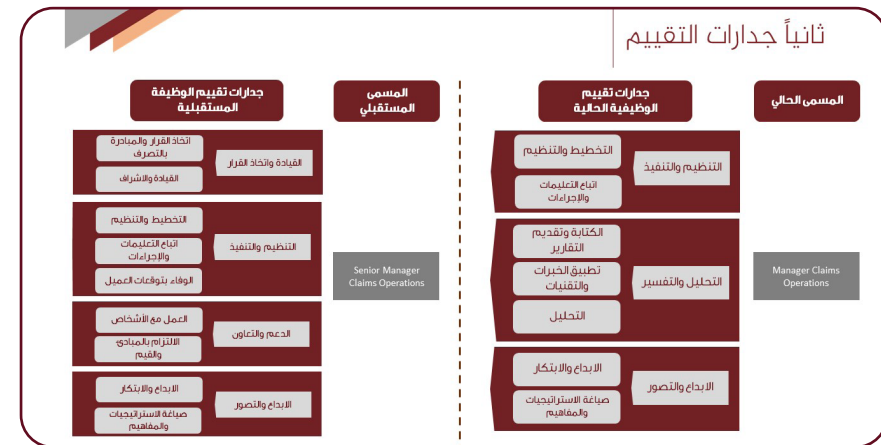 ثانياً جدارات التقييم
المسمى الحالي
جدارات تقييم
الوظيفية الحالية
Manager Claims
Operations
التنظيم والتنفيذ
التخطيط والتنظيم
اتباع التعليمات
والإجراءات
التحليل والتفسير
الكتابة وتقديم
التقارير
تطبيق الخبرات
والتقنيات
التحليل
الابداع والتصور
الابداع والابتكار
صياغة الاستراتيجيات
والمفاهيم
المسمى
المستقبلي
جدارات تقييم الوظيفة
المستقبلية
Senior Manager
Claims Operations
القيادة واتخاذ القرار
اتخاذ القرار والمبادرة
بالتصرف
القيادة والاشراف
التنظيم والتنفيذ
التخطيط والتنظيم
اتباع التعليمات
والإجراءات
الوفاء بتوقعات العميل
الدعم والتعاون
العمل مع الأشخاص
الالتزام بالمبادئ
والقيم
الابداع والتصور
الابداع والابتكار
صياغة الاستراتيجيات
والمفاهيم